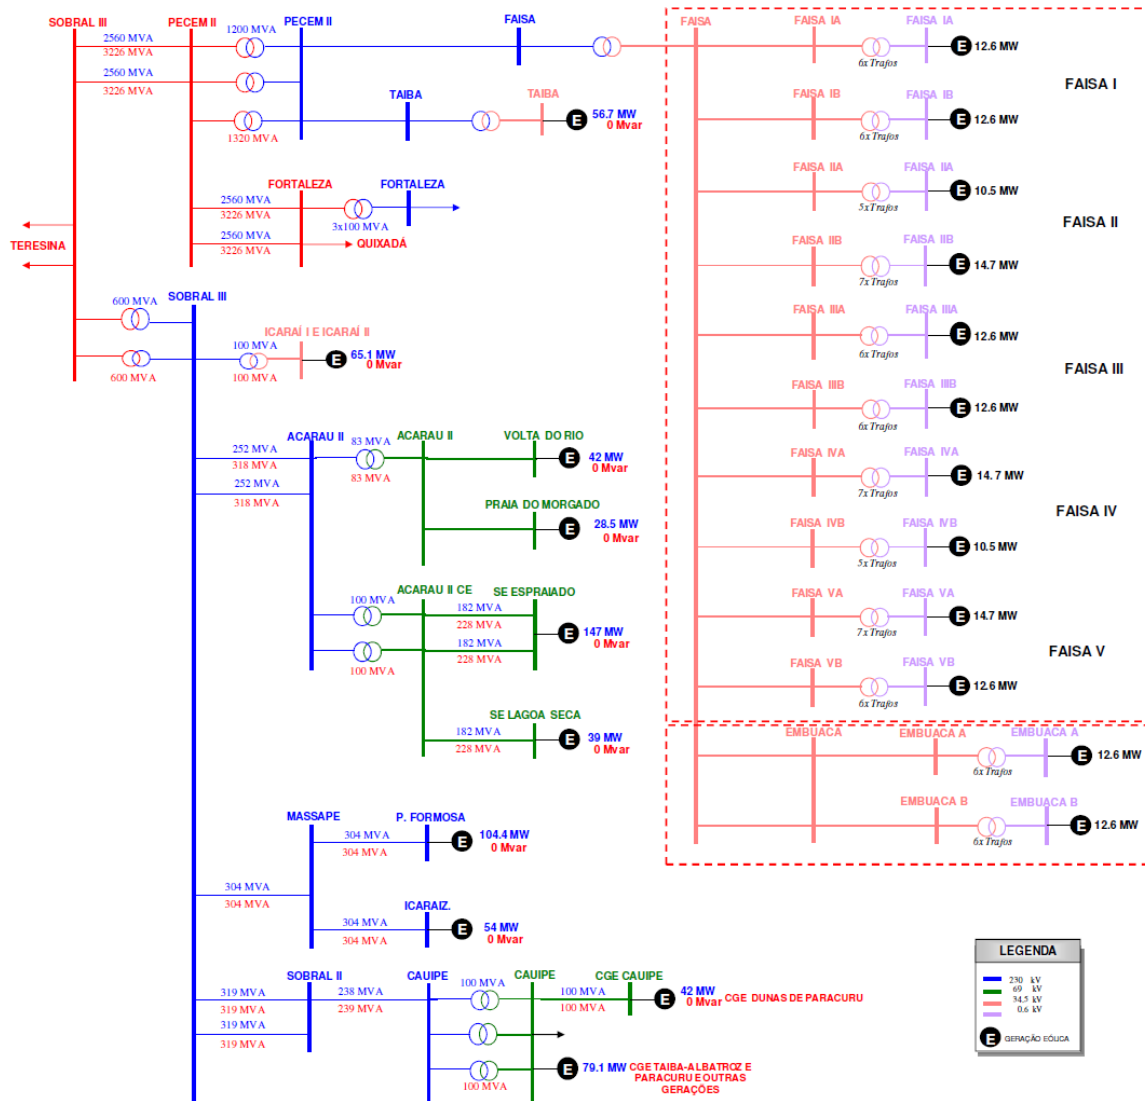 SOBRAL III
PECEM II
PECEM II
FAISA
1200 MVA
2560 MVA
3226 MVA
2560 MVA
3226 MVA
1320 MVA
TAIBA
TAIBA
E
56.7 MW
0 Mvar
FORTALEZA
FORTALEZA
2560 MVA
3226 MVA
3x100 MVA
2560 MVA
3226 MVA
QUIXADÁ
TERESINA
SOBRAL III
600 MVA
600 MVA
ICARAÍ I E ICARAÍ II
100 MVA
100 MVA
E
65.1 MW
0 Mvar
ACARAU II
252 MVA
318 MVA
252 MVA
318 MVA
83 MVA
83 MVA
ACARAU II
VOLTA DO RIO
E
42 MW
0 Mvar
PRAIA DO MORGADO
E
28.5 MW
0 Mvar
ACARAU II CE
SE ESPRAIADO
100 MVA
100 MVA
182 MVA
228 MVA
182 MVA
228 MVA
E
147 MW
0 Mvar
SE LAGOA SECA
182 MVA
228 MVA
E
39 MW
0 Mvar
MASSAPE
P. FORMOSA
304 MVA
304 MVA
E
104.4 MW
0 Mvar
304 MVA
304 MVA
ICARAIZ.
304 MVA
304 MVA
E
54 MW
0 Mvar
SOBRAL II
CAUIPE
CAUIPE
CGE CAUIPE
319 MVA
319 MVA
319 MVA
319 MVA
238 MVA
239 MVA
100 MVA
100 MVA
100 MVA
100 MVA
E
42 MW
0 Mvar
CGE DUNAS DE PARACURU
E
79.1 MW
CGE TAIBA-ALBATROZ E
PARACURU E OUTRAS
GERAÇÕES
FAISA
FAISA IA
FAISA IA
6x Trafos
E
12.6 MW
FAISA I
FAISA IB
FAISA IB
6x Trafos
E
12.6 MW
FAISA IIA
FAISA IIA
5x Trafos
E
10.5 MW
FAISA II
FAISA IIB
FAISA IIB
7x Trafos
E
14.7 MW
FAISA IIIA
FAISA IIIA
6x Trafos
E
12.6 MW
FAISA III
FAISA IIIB
FAISA IIIB
6x Trafos
E
12.6 MW
FAISA IVA
FAISA IVA
7x Trafos
E
14.7 MW
FAISA IV
FAISA IVB
FAISA IVB
5x Trafos
E
10.5 MW
FAISA VA
FAISA VA
7x Trafos
E
14.7 MW
FAISA V
FAISA VB
FAISA VB
6x Trafos
E
12.6 MW
EMBUACA
EMBUACA A
EMBUACA A
6x Trafos
E
12.6 MW
EMBUACA B
EMBUACA B
6x Trafos
E
12.6 MW
LEGENDA
230 kV
69 kV
34,5 kV
0.6 kV
E
GERAÇÃO EÓLICA